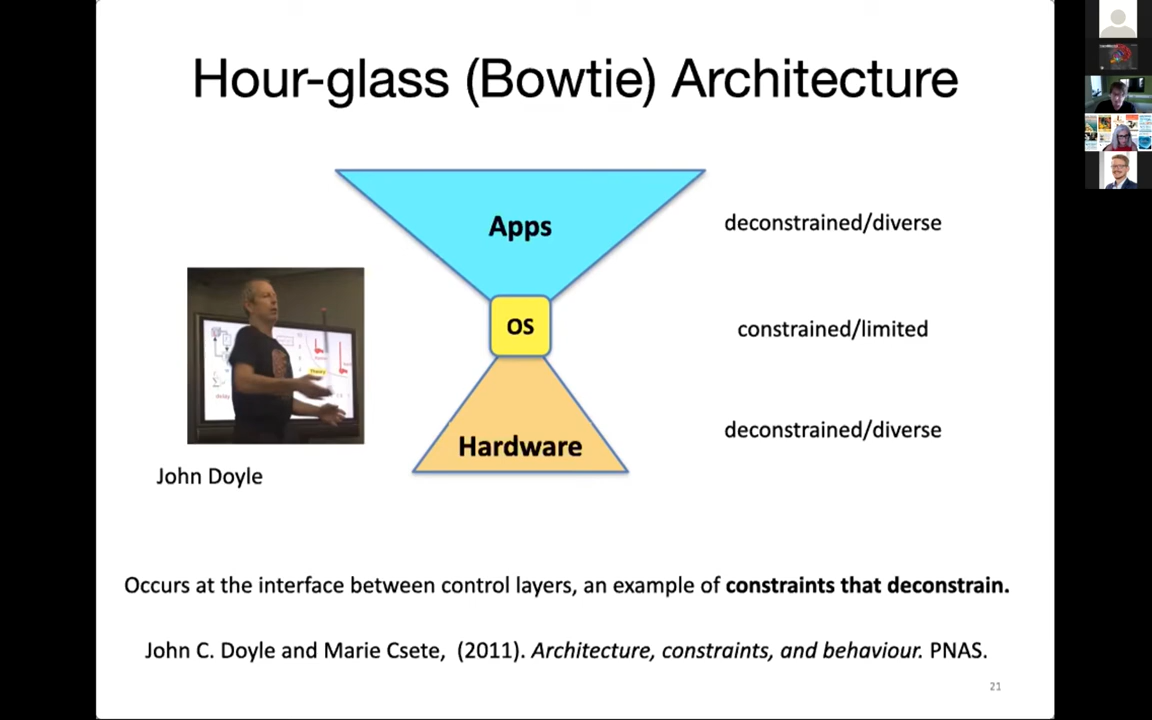 Hour-glass (Bowtie) Architecture
Apps
deconstrained/diverse
OS
constrained/limited
Hardware
deconstrained/diverse
John Doyle
Occurs at the interface between control layers, an example of constraints that deconstrain.
John C. Doyle and Marie Csete, (2011). Architecture, constraints, and behaviour. PNAS.
21